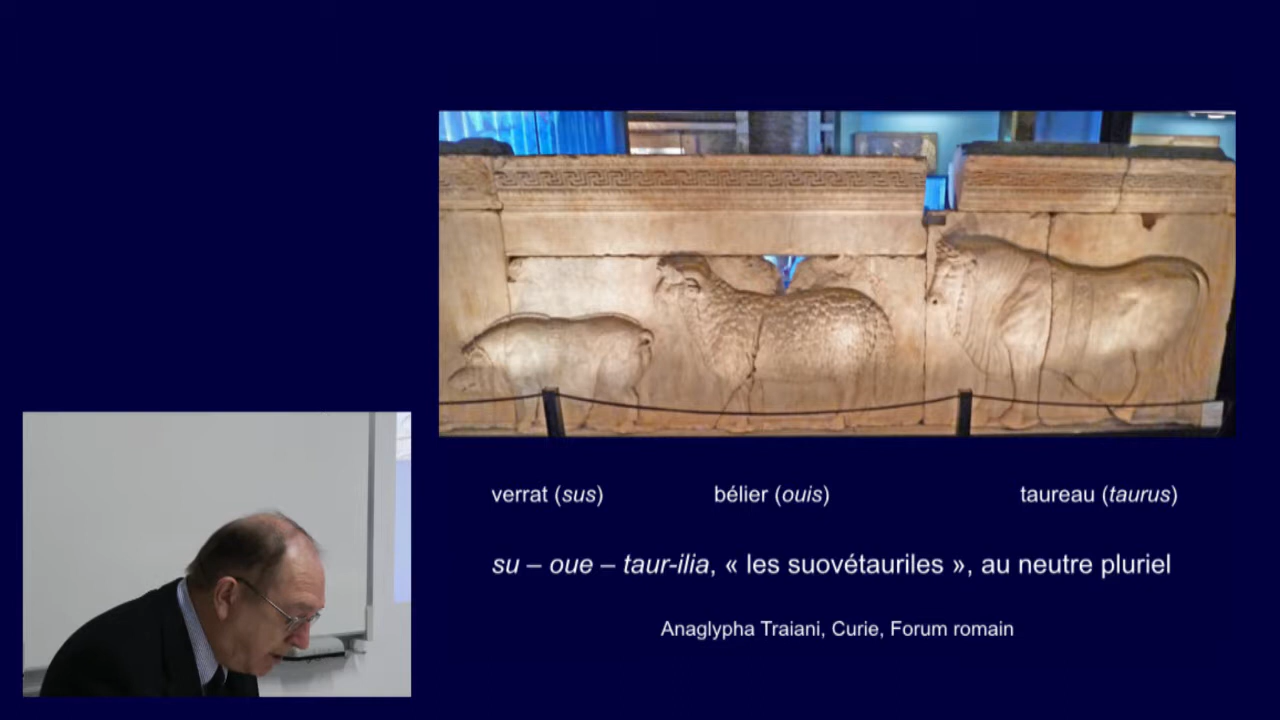 verrat (sus) bélier (ouis) taureau (taurus)
su – oue – taur-ilia, « les suovétauriles », au neutre pluriel
Anaglypha Traiani, Curie, Forum romain